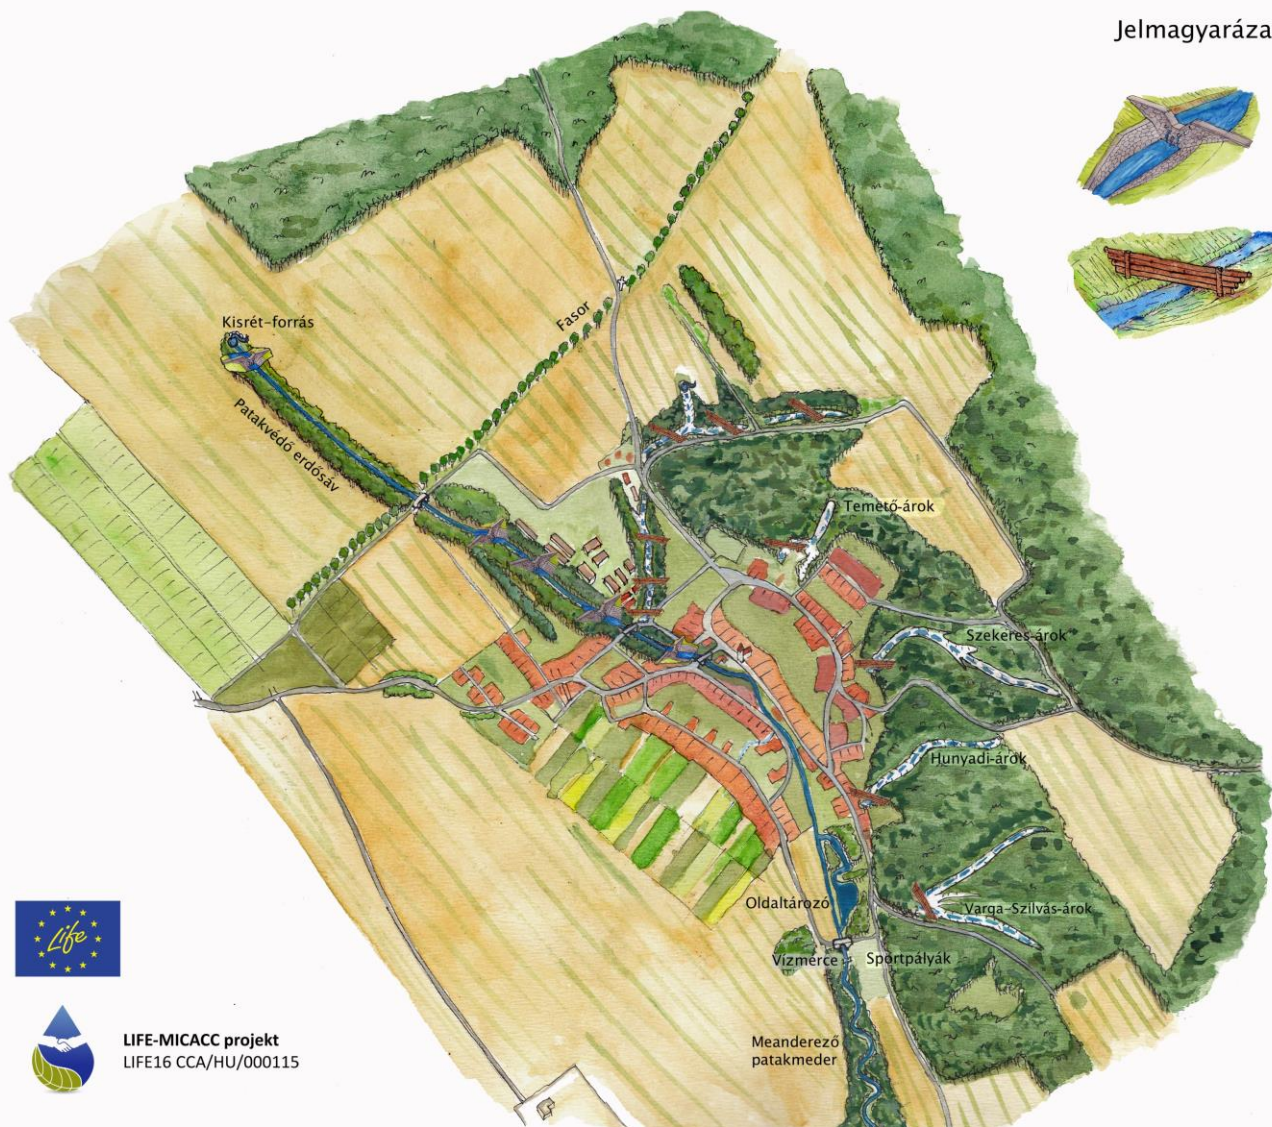 Jelmagyaráza
Kisrét-forrás
Fasor
Patakvédő erdősáv
Temető-árok
Szekeres-árok
Hunyadi-árok
Oldaltározó
Varga-Szilvás-árok
Vízmérce
Sportpályák
Meanderező
patakmeder
Life
LIFE-MICACC projekt
LIFE16 CCA/HU/000115